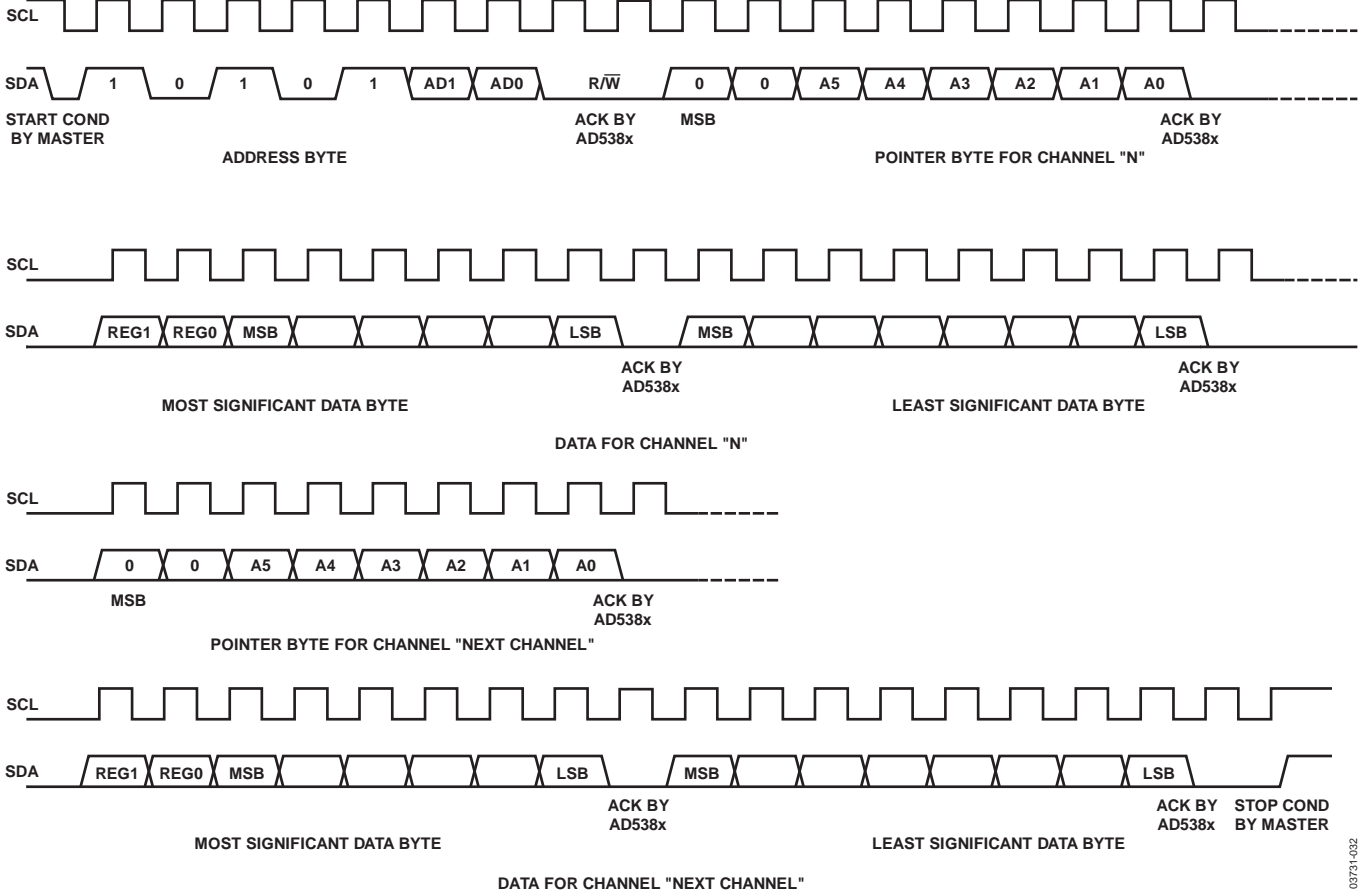 SCL
SDA 1 0 1 0 1 AD1 AD0 R/W̅ 0 0 A5 A4 A3 A2 A1 A0
START COND BY MASTER
ACK BY AD538x
MSB
ACK BY AD538x
ADDRESS BYTE
POINTER BYTE FOR CHANNEL "N"
SCL
SDA REG1 REG0 MSB LSB MSB LSB
ACK BY AD538x
ACK BY AD538x
MOST SIGNIFICANT DATA BYTE
LEAST SIGNIFICANT DATA BYTE
DATA FOR CHANNEL "N"
SCL
SDA 0 0 A5 A4 A3 A2 A1 A0
MSB
ACK BY AD538x
POINTER BYTE FOR CHANNEL "NEXT CHANNEL"
SCL
SDA REG1 REG0 MSB LSB MSB LSB
ACK BY AD538x
ACK BY AD538x
STOP COND BY MASTER
MOST SIGNIFICANT DATA BYTE
LEAST SIGNIFICANT DATA BYTE
DATA FOR CHANNEL "NEXT CHANNEL"
03731-032